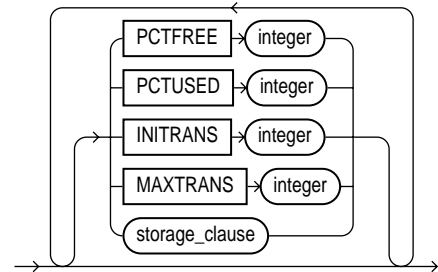 PCTFREE integer
PCTUSED integer
INITRANS integer
MAXTRANS integer
storage_clause